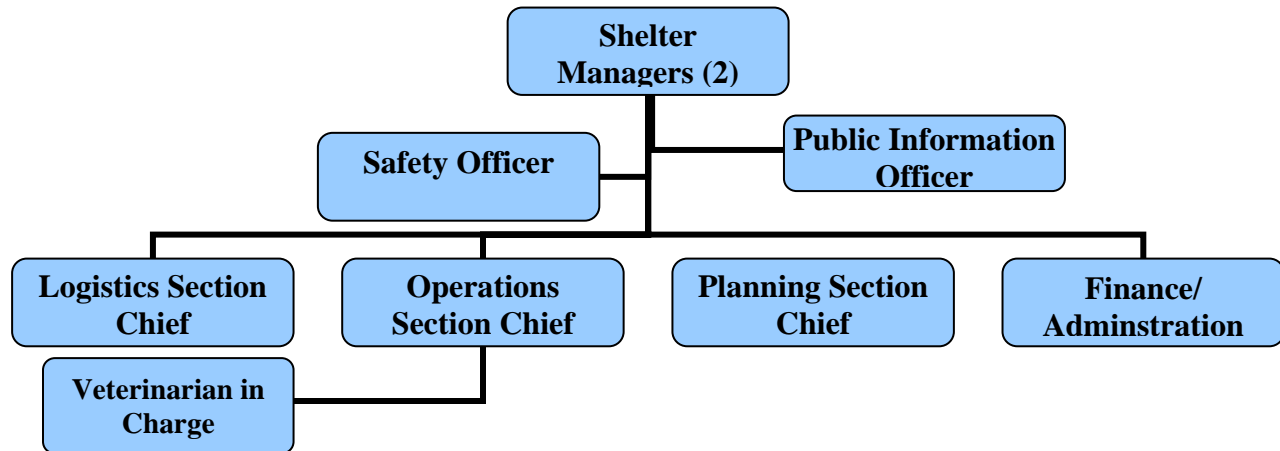 Shelter
Managers (2)
Safety Officer
Public Information
Officer
Logistics Section
Chief
Operations
Section Chief
Planning Section
Chief
Finance/
Adminstration
Veterinarian in
Charge